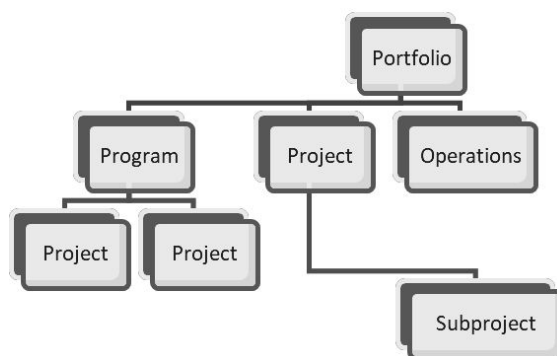 Portfolio
Program
Project
Operations
Project
Project
Subproject